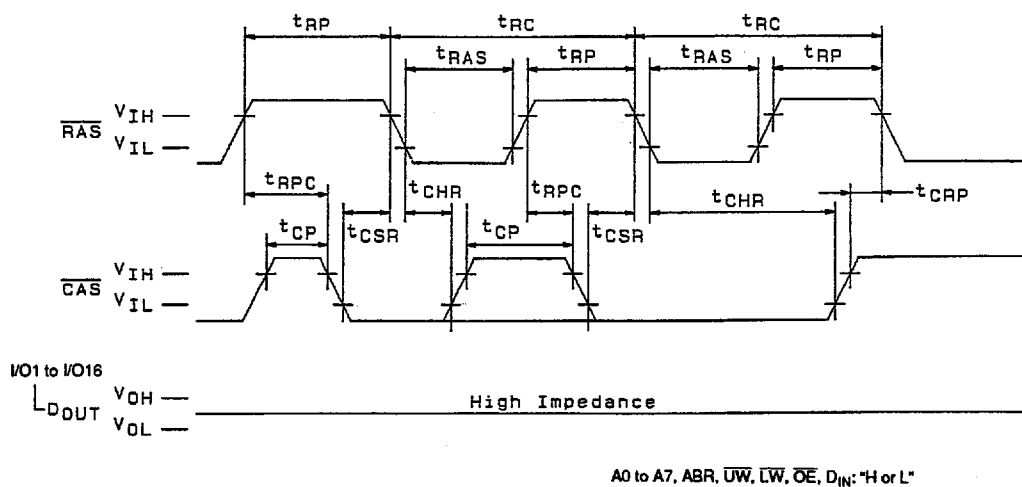 tRP tRC tRC
tRAS tRP tRAS tRP
RAS VIH
VIL
tRPC tCHR tRPC tCHR tCRP
tCP tCSR tCP tCSR
CAS VIH
VIL
I/O1 to I/O16
DOUT VOH
High Impedance
VOL
A0 to A7, ABR, UW, LW, OE, DIN: "H or L"